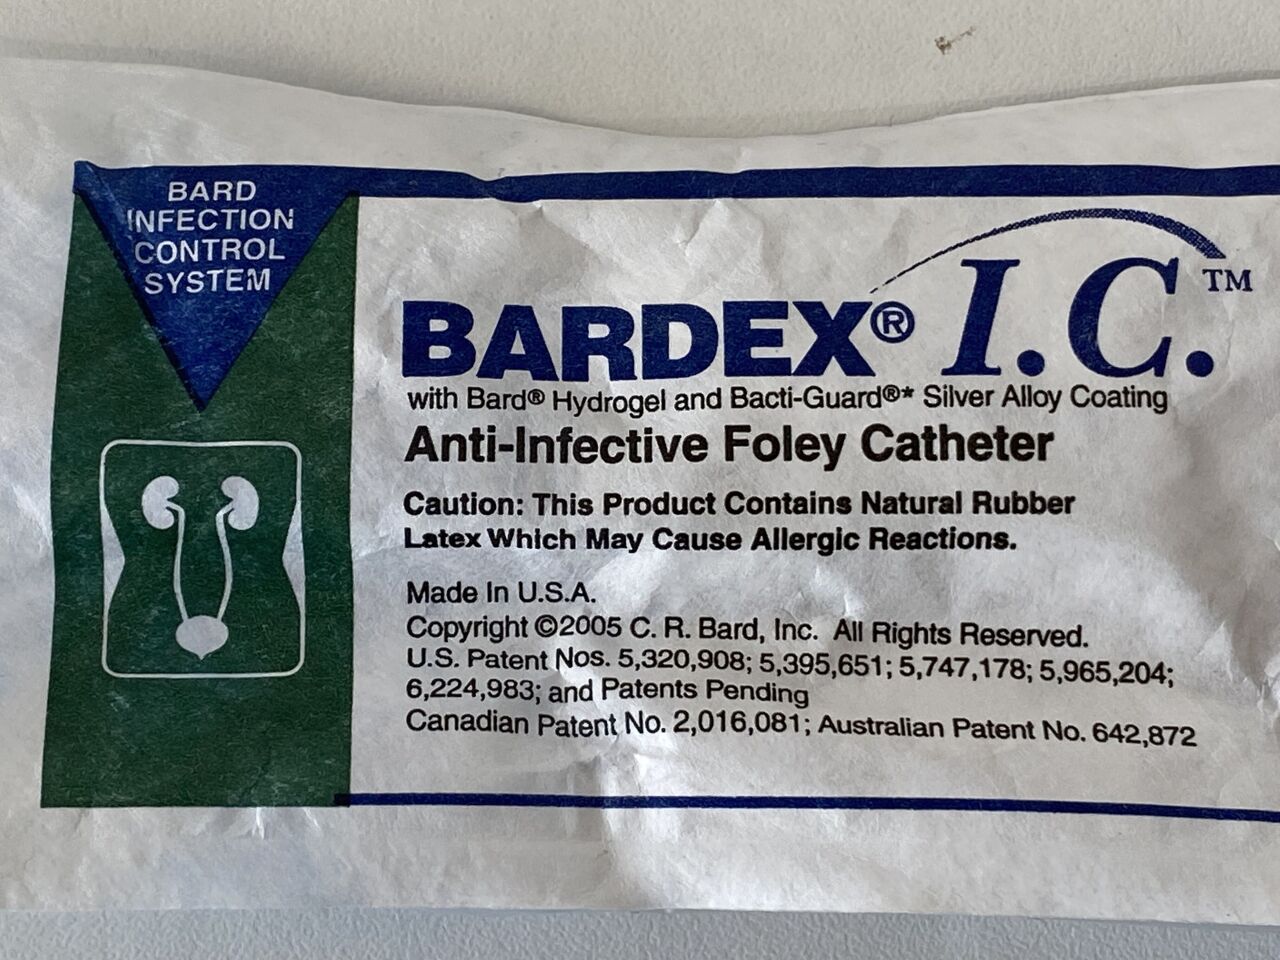 BARD
INFECTION
CONTROL
SYSTEM
BARDEX® I.C.™
with Bard® Hydrogel and Bacti-Guard®* Silver Alloy Coating
Anti-Infective Foley Catheter
Caution: This Product Contains Natural Rubber
Latex Which May Cause Allergic Reactions.
Made In U.S.A.
Copyright ©2005 C. R. Bard, Inc. All Rights Reserved.
U.S. Patent Nos. 5,320,908; 5,395,651; 5,747,178; 5,965,204;
6,224,983; and Patents Pending
Canadian Patent No. 2,016,081; Australian Patent No. 642,872